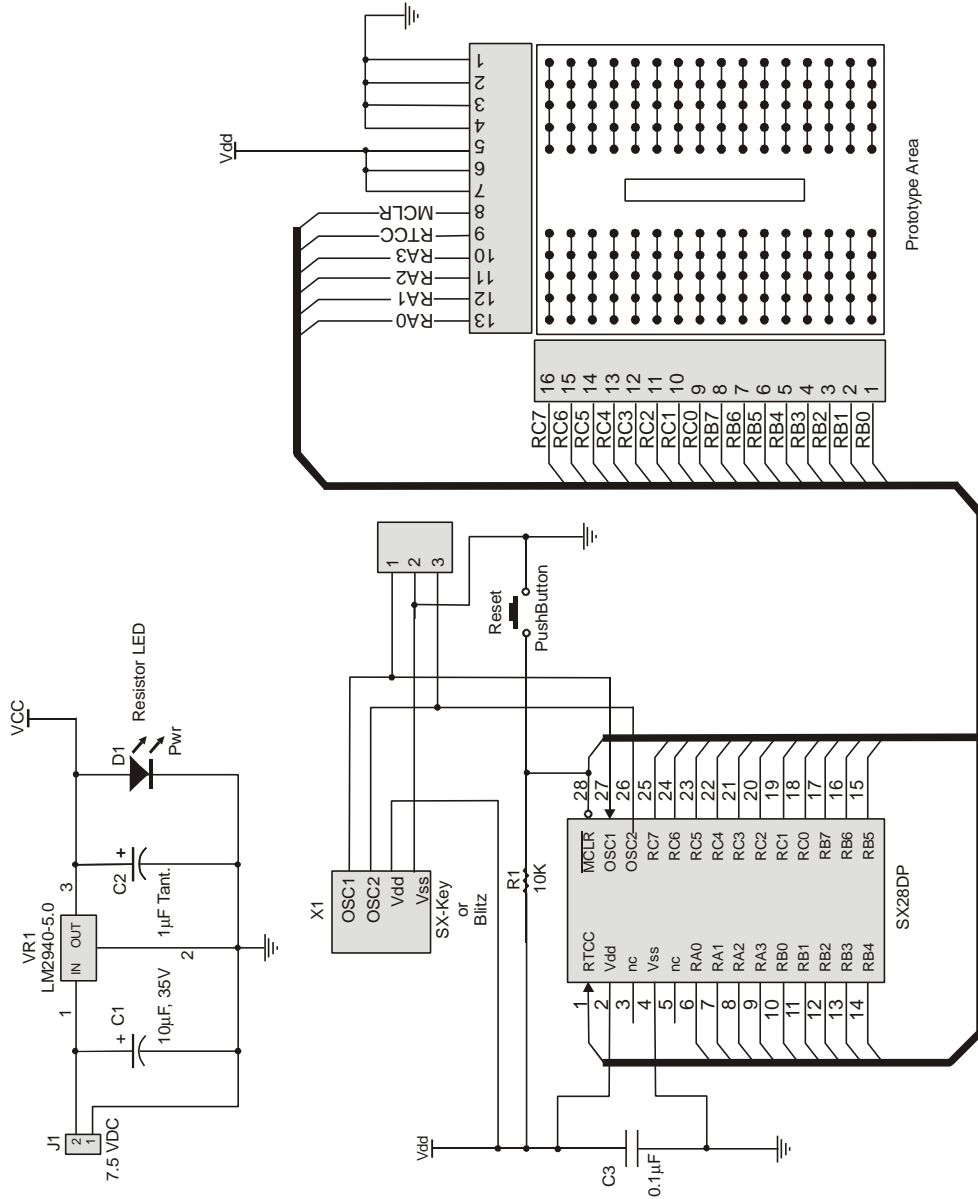 J1
2
1
7.5 VDC
1
+ C1
10µF, 35V
VR1
LM2940-5.0
IN OUT
2
3
C2 +
1µF Tant.
VCC
D1
Resistor LED
Pwr
Vdd
C3
0.1µF
X1
OSC1
OSC2
Vdd
Vss
SX-Key
or
Blitz
1
2
3
R1
10K
Reset
PushButton
1 RTCC
2 Vdd
3 nc
4 Vss
5 nc
6 RA0
7 RA1
8 RA2
9 RA3
10 RB0
11 RB1
12 RB2
13 RB3
14 RB4
MCLR 28
OSC1 27
OSC2 26
RC7 25
RC6 24
RC5 23
RC4 22
RC3 21
RC2 20
RC1 19
RC0 18
RB7 17
RB6 16
RB5 15
SX28DP
RC7 16
RC6 15
RC5 14
RC4 13
RC3 12
RC2 11
RC1 10
RC0 9
RB7 8
RB6 7
RB5 6
RB4 5
RB3 4
RB2 3
RB1 2
RB0 1
Vdd
RA0 13
RA1 12
RA2 11
RA3 10
RTCC 9
MCLR 8
7
6
5
4
3
2
1
Prototype Area